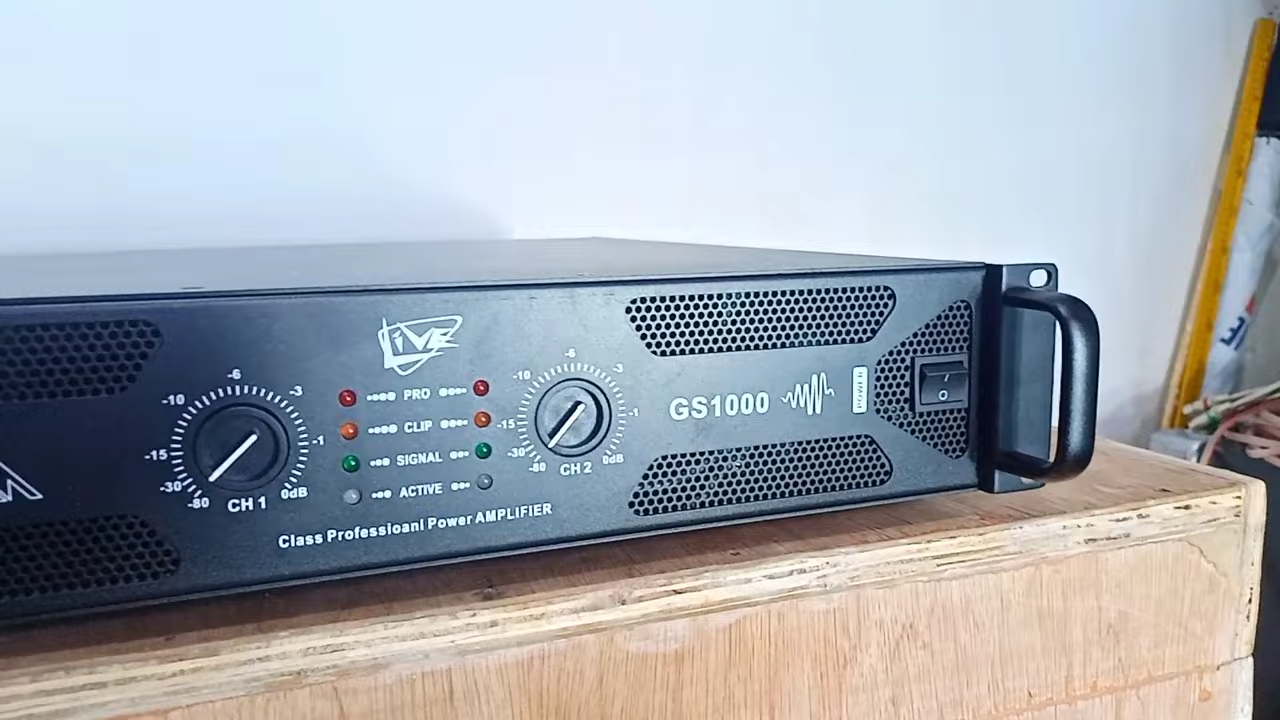 LiVE
-6
-10
-3
-15
-1
-30
-80
0dB
CH 1
PRO
CLIP
SIGNAL
ACTIVE
-6
-10
-3
-15
-1
-30
-80
0dB
CH 2
GS1000
POWER
/
O
Class Professioanl Power AMPLIFIER